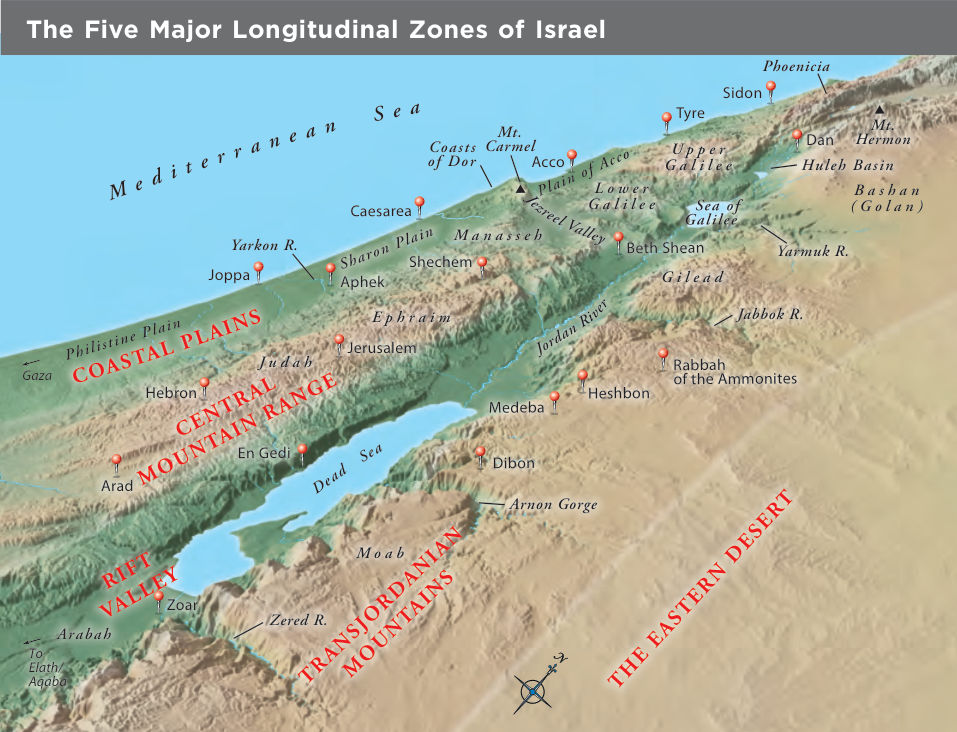 The Five Major Longitudinal Zones of Israel
Phoenicia
Sidon
Mediterranean Sea
Tyre
Mt.
Hermon
Mt.
Carmel
Coasts
of Dor
Acco
Plain of Acco
Upper
Galilee
Dan
Huleh Basin
Bashan
(Golan)
Lower
Galilee
Sea of
Galilee
Caesarea
Jezreel Valley
Yarkon R.
Sharon Plain
Manasseh
Beth Shean
Yarmuk R.
Joppa
Aphek
Shechem
Gilead
Jordan River
Jabbok R.
Ephraim
Philistine Plain
COASTAL PLAINS
Gaza
Judah
Jerusalem
Rabbah
of the Ammonites
Hebron
CENTRAL
MOUNTAIN RANGE
Heshbon
Medeba
En Gedi
Dead Sea
Dibon
Arad
Arnon Gorge
Moab
RIFT
VALLEY
TRANSJORDANIAN
MOUNTAINS
THE EASTERN DESERT
Zoar
Zered R.
Arabah
To
Elath/
Aqaba
N